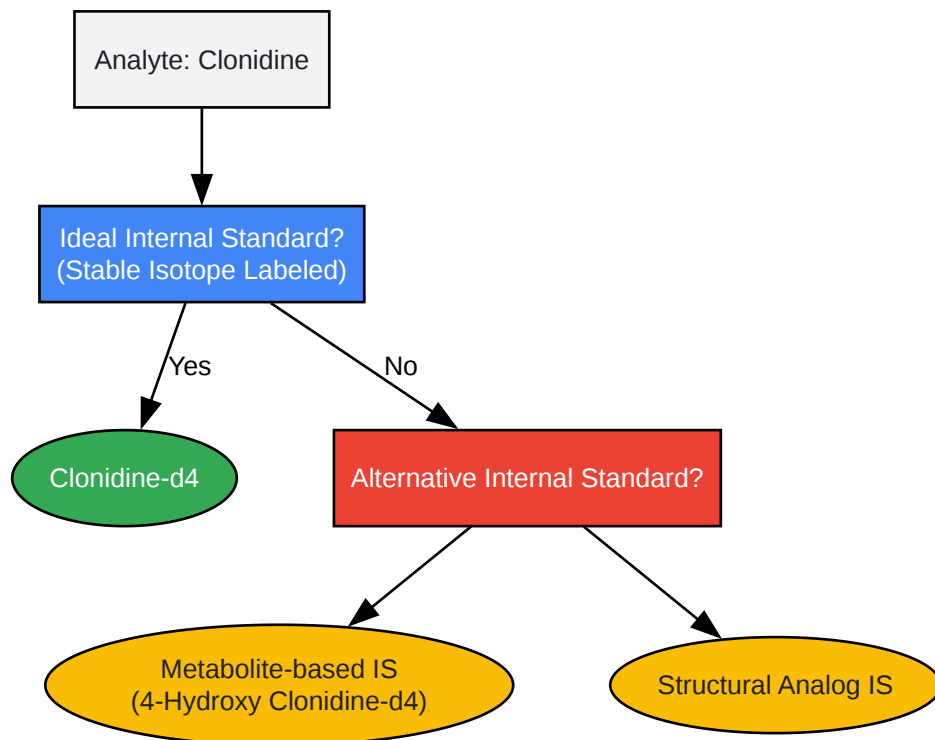 Analyte: Clonidine
Ideal Internal Standard?
(Stable Isotope Labeled)
Yes
No
Clonidine-d4
Alternative Internal Standard?
Metabolite-based IS
(4-Hydroxy Clonidine-d4)
Structural Analog IS